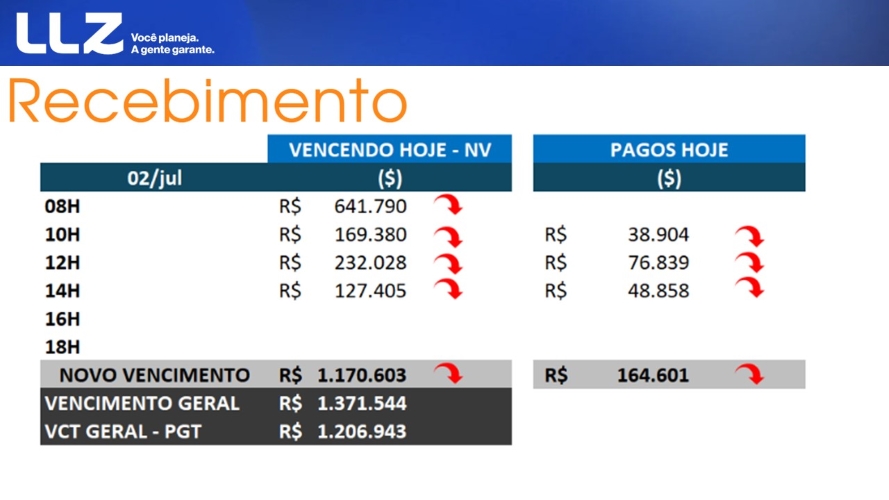 LLZ Você planeja.
A gente garante.
Recebimento
VENCENDO HOJE - NV PAGOS HOJE
02/jul ($) ($)
08H R$ 641.790
10H R$ 169.380 R$ 38.904
12H R$ 232.028 R$ 76.839
14H R$ 127.405 R$ 48.858
16H
18H
NOVO VENCIMENTO R$ 1.170.603 R$ 164.601
VENCIMENTO GERAL R$ 1.371.544
VCT GERAL - PGT R$ 1.206.943